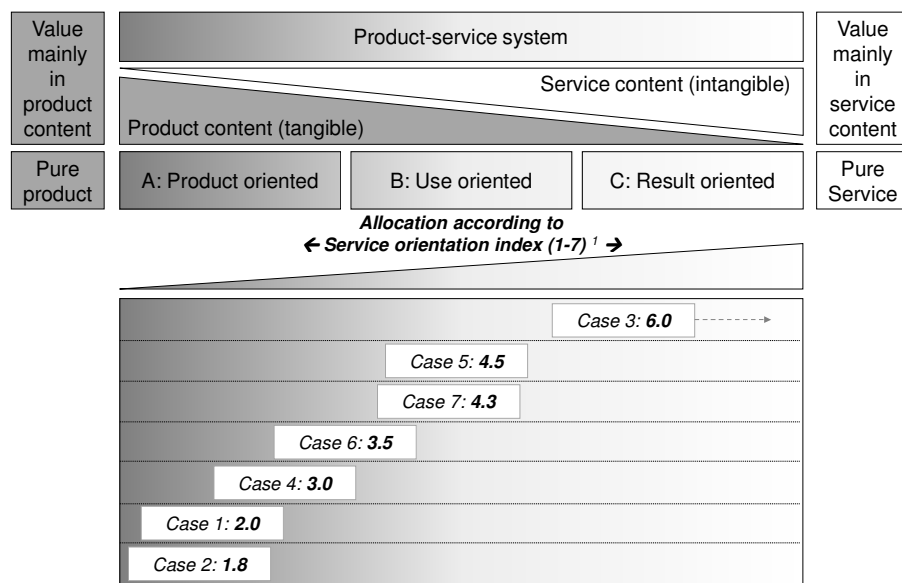 Value
mainly
in
product
content
Product-service system
Service content (intangible)
Product content (tangible)
Value
mainly
in
service
content
Pure
product
A: Product oriented
B: Use oriented
C: Result oriented
Pure
Service
Allocation according to
← Service orientation index (1-7) ¹ →
Case 3: 6.0
Case 5: 4.5
Case 7: 4.3
Case 6: 3.5
Case 4: 3.0
Case 1: 2.0
Case 2: 1.8